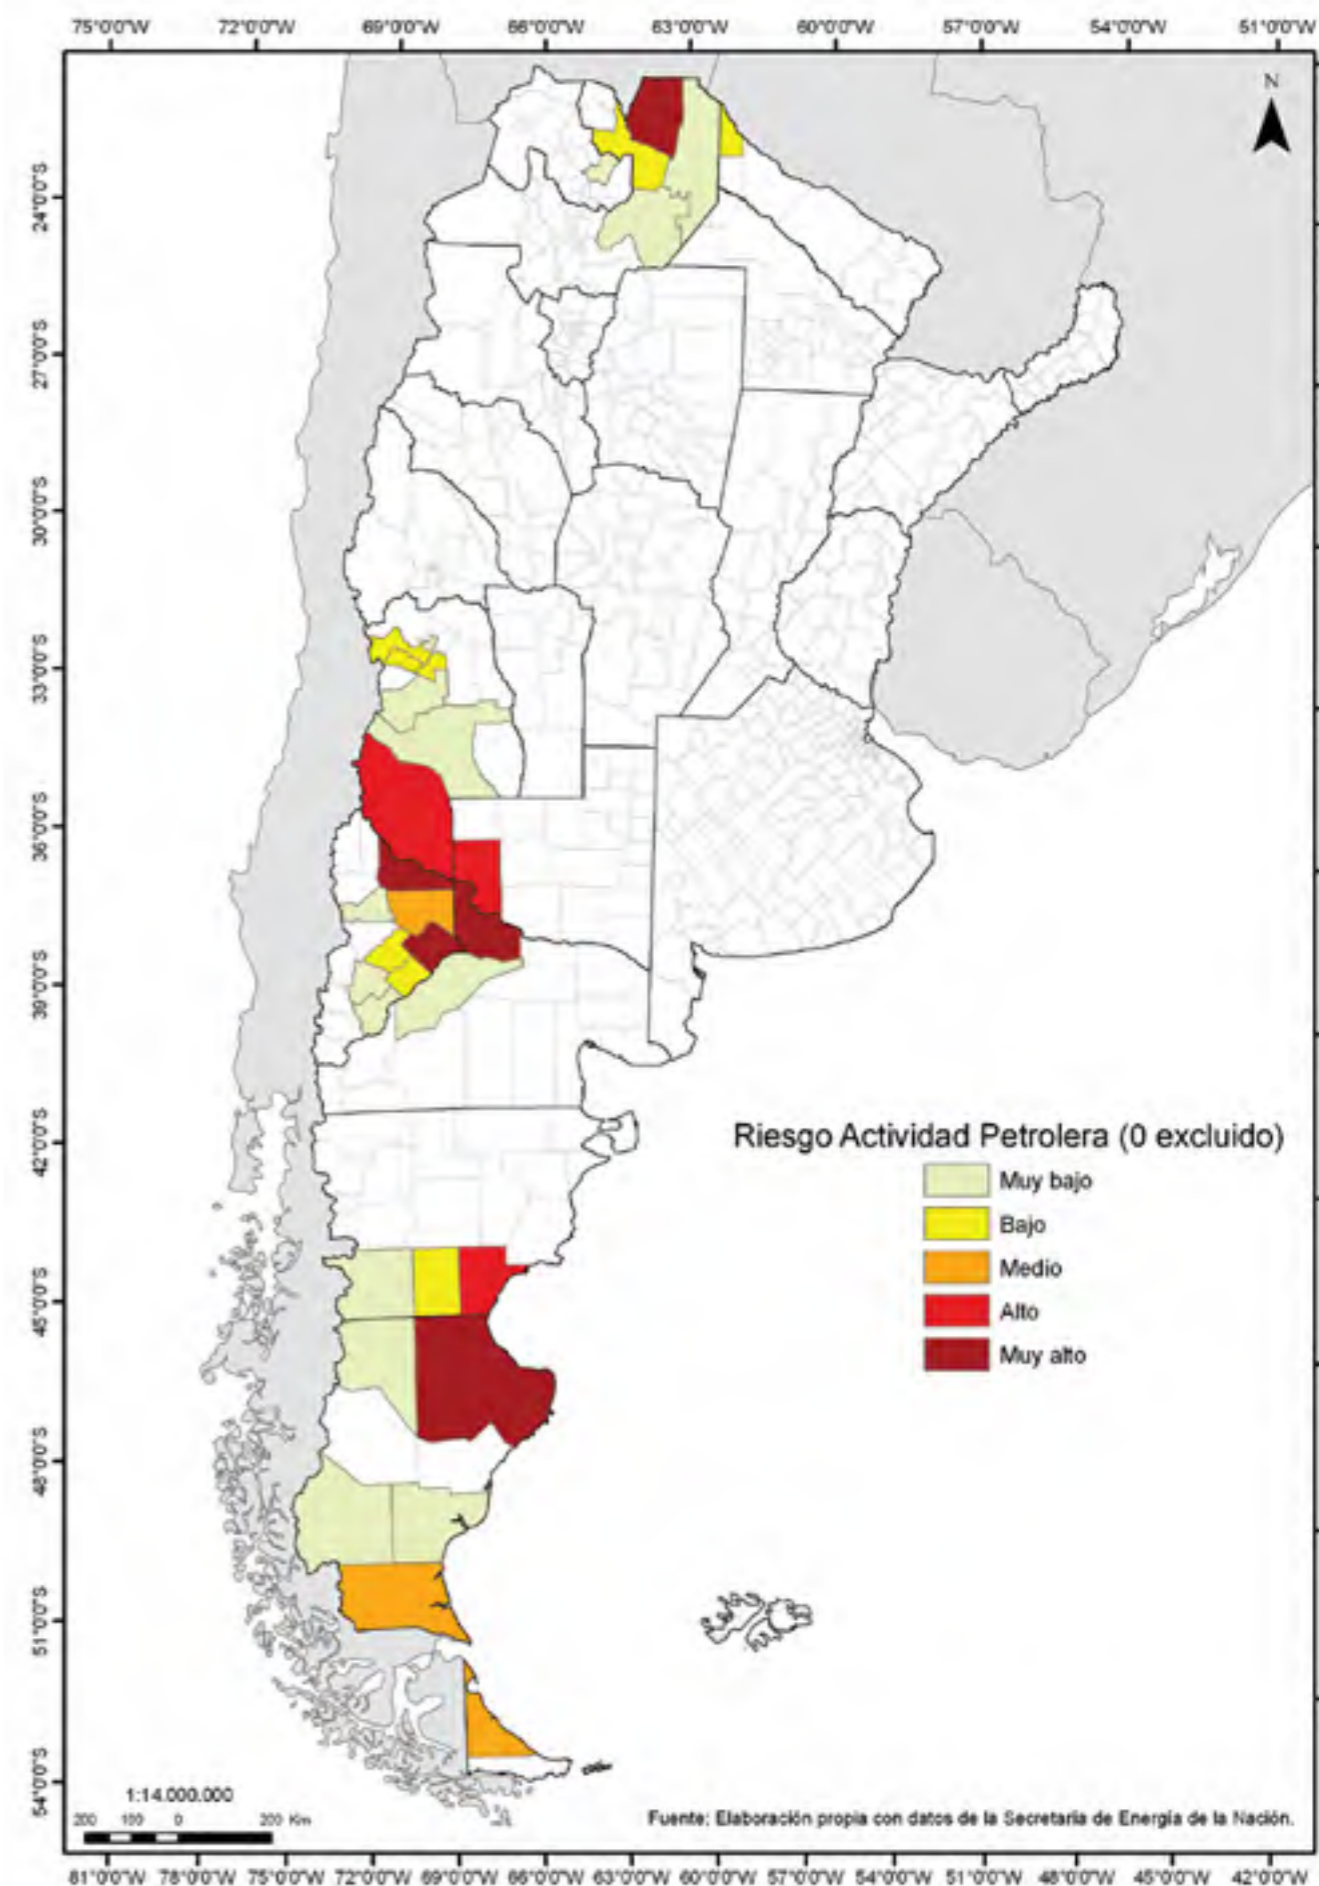 75°0'0"W 72°0'0"W 69°0'0"W 66°0'0"W 63°0'0"W 60°0'0"W 57°0'0"W 54°0'0"W 51°0'0"W
N
24°0'0"S
27°0'0"S
30°0'0"S
33°0'0"S
36°0'0"S
39°0'0"S
42°0'0"S
45°0'0"S
48°0'0"S
51°0'0"S
54°0'0"S
Riesgo Actividad Petrolera (0 excluido)
Muy bajo
Bajo
Medio
Alto
Muy alto
1:14.000.000
200 100 0 200 Km
Fuente: Elaboración propia con datos de la Secretaría de Energía de la Nación.
81°0'0"W 78°0'0"W 75°0'0"W 72°0'0"W 69°0'0"W 66°0'0"W 63°0'0"W 60°0'0"W 57°0'0"W 54°0'0"W 51°0'0"W 48°0'0"W 45°0'0"W 42°0'0"W